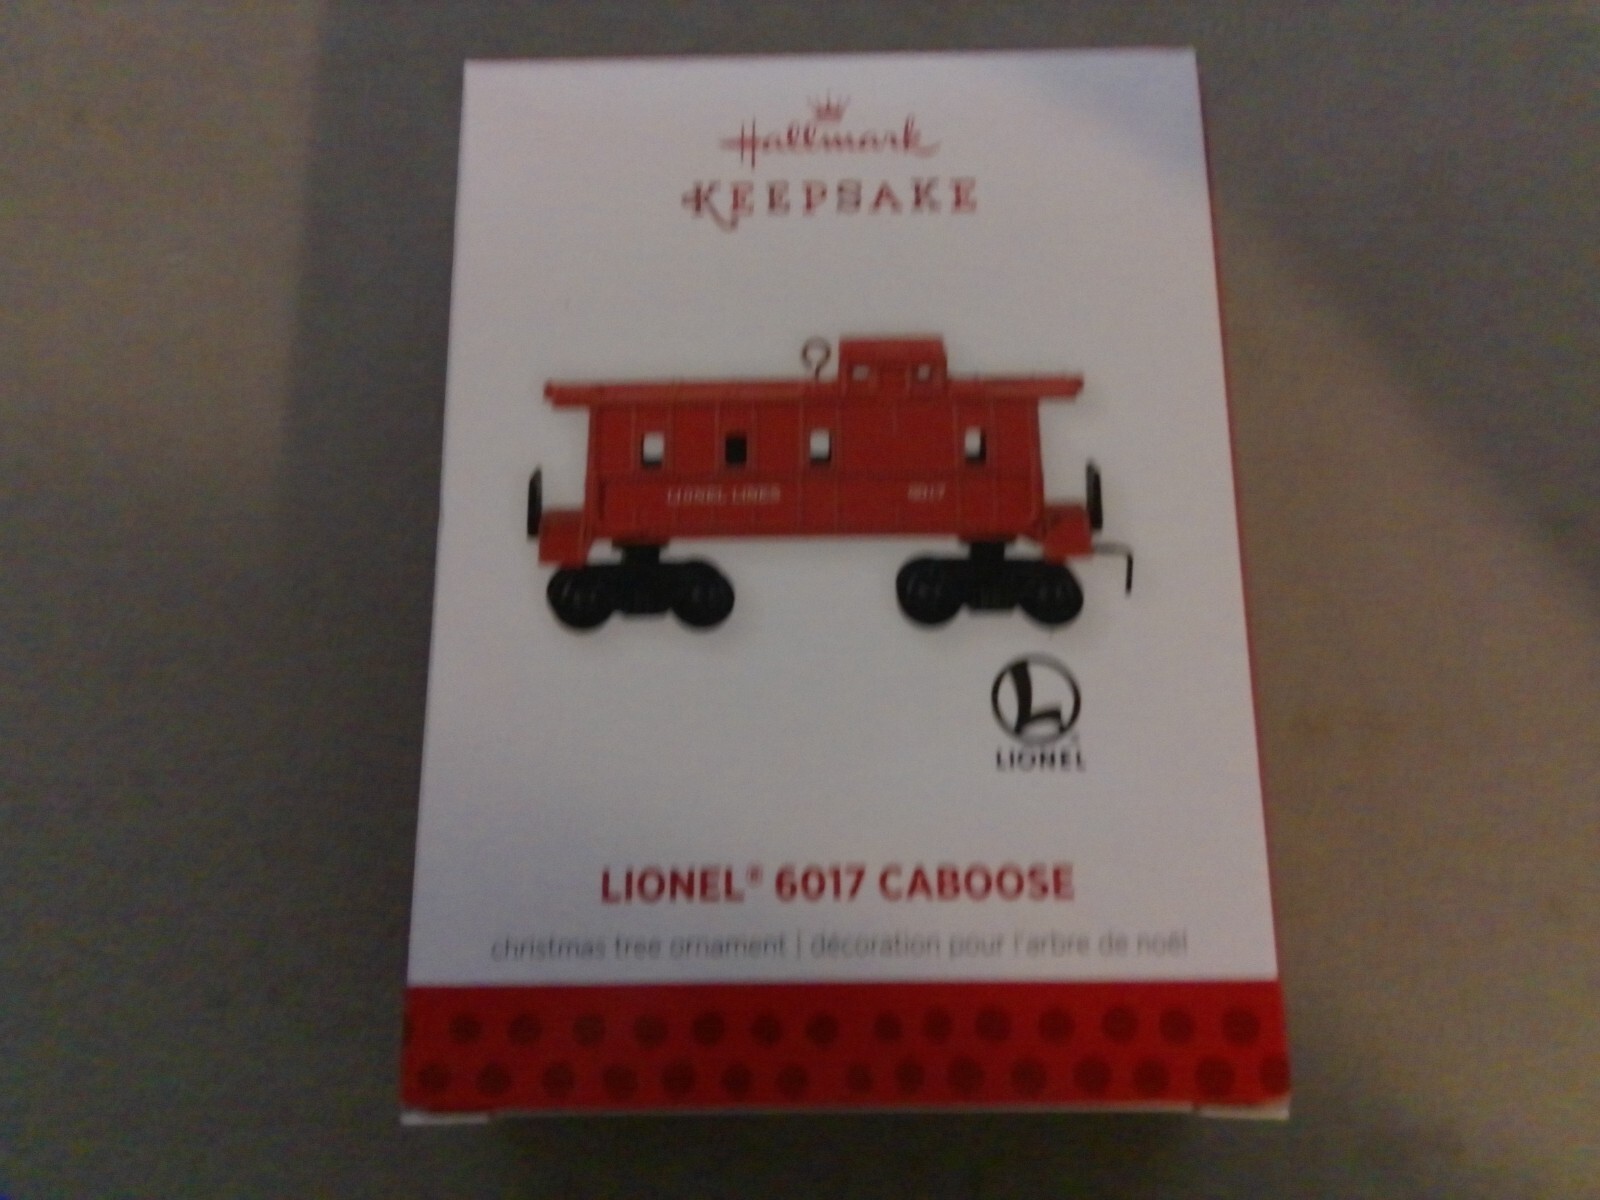 Hallmark
KEEPSAKE
LIONEL LINES 6017
L
LIONEL
LIONEL® 6017 CABOOSE
christmas tree ornament | décoration pour l'arbre de noël